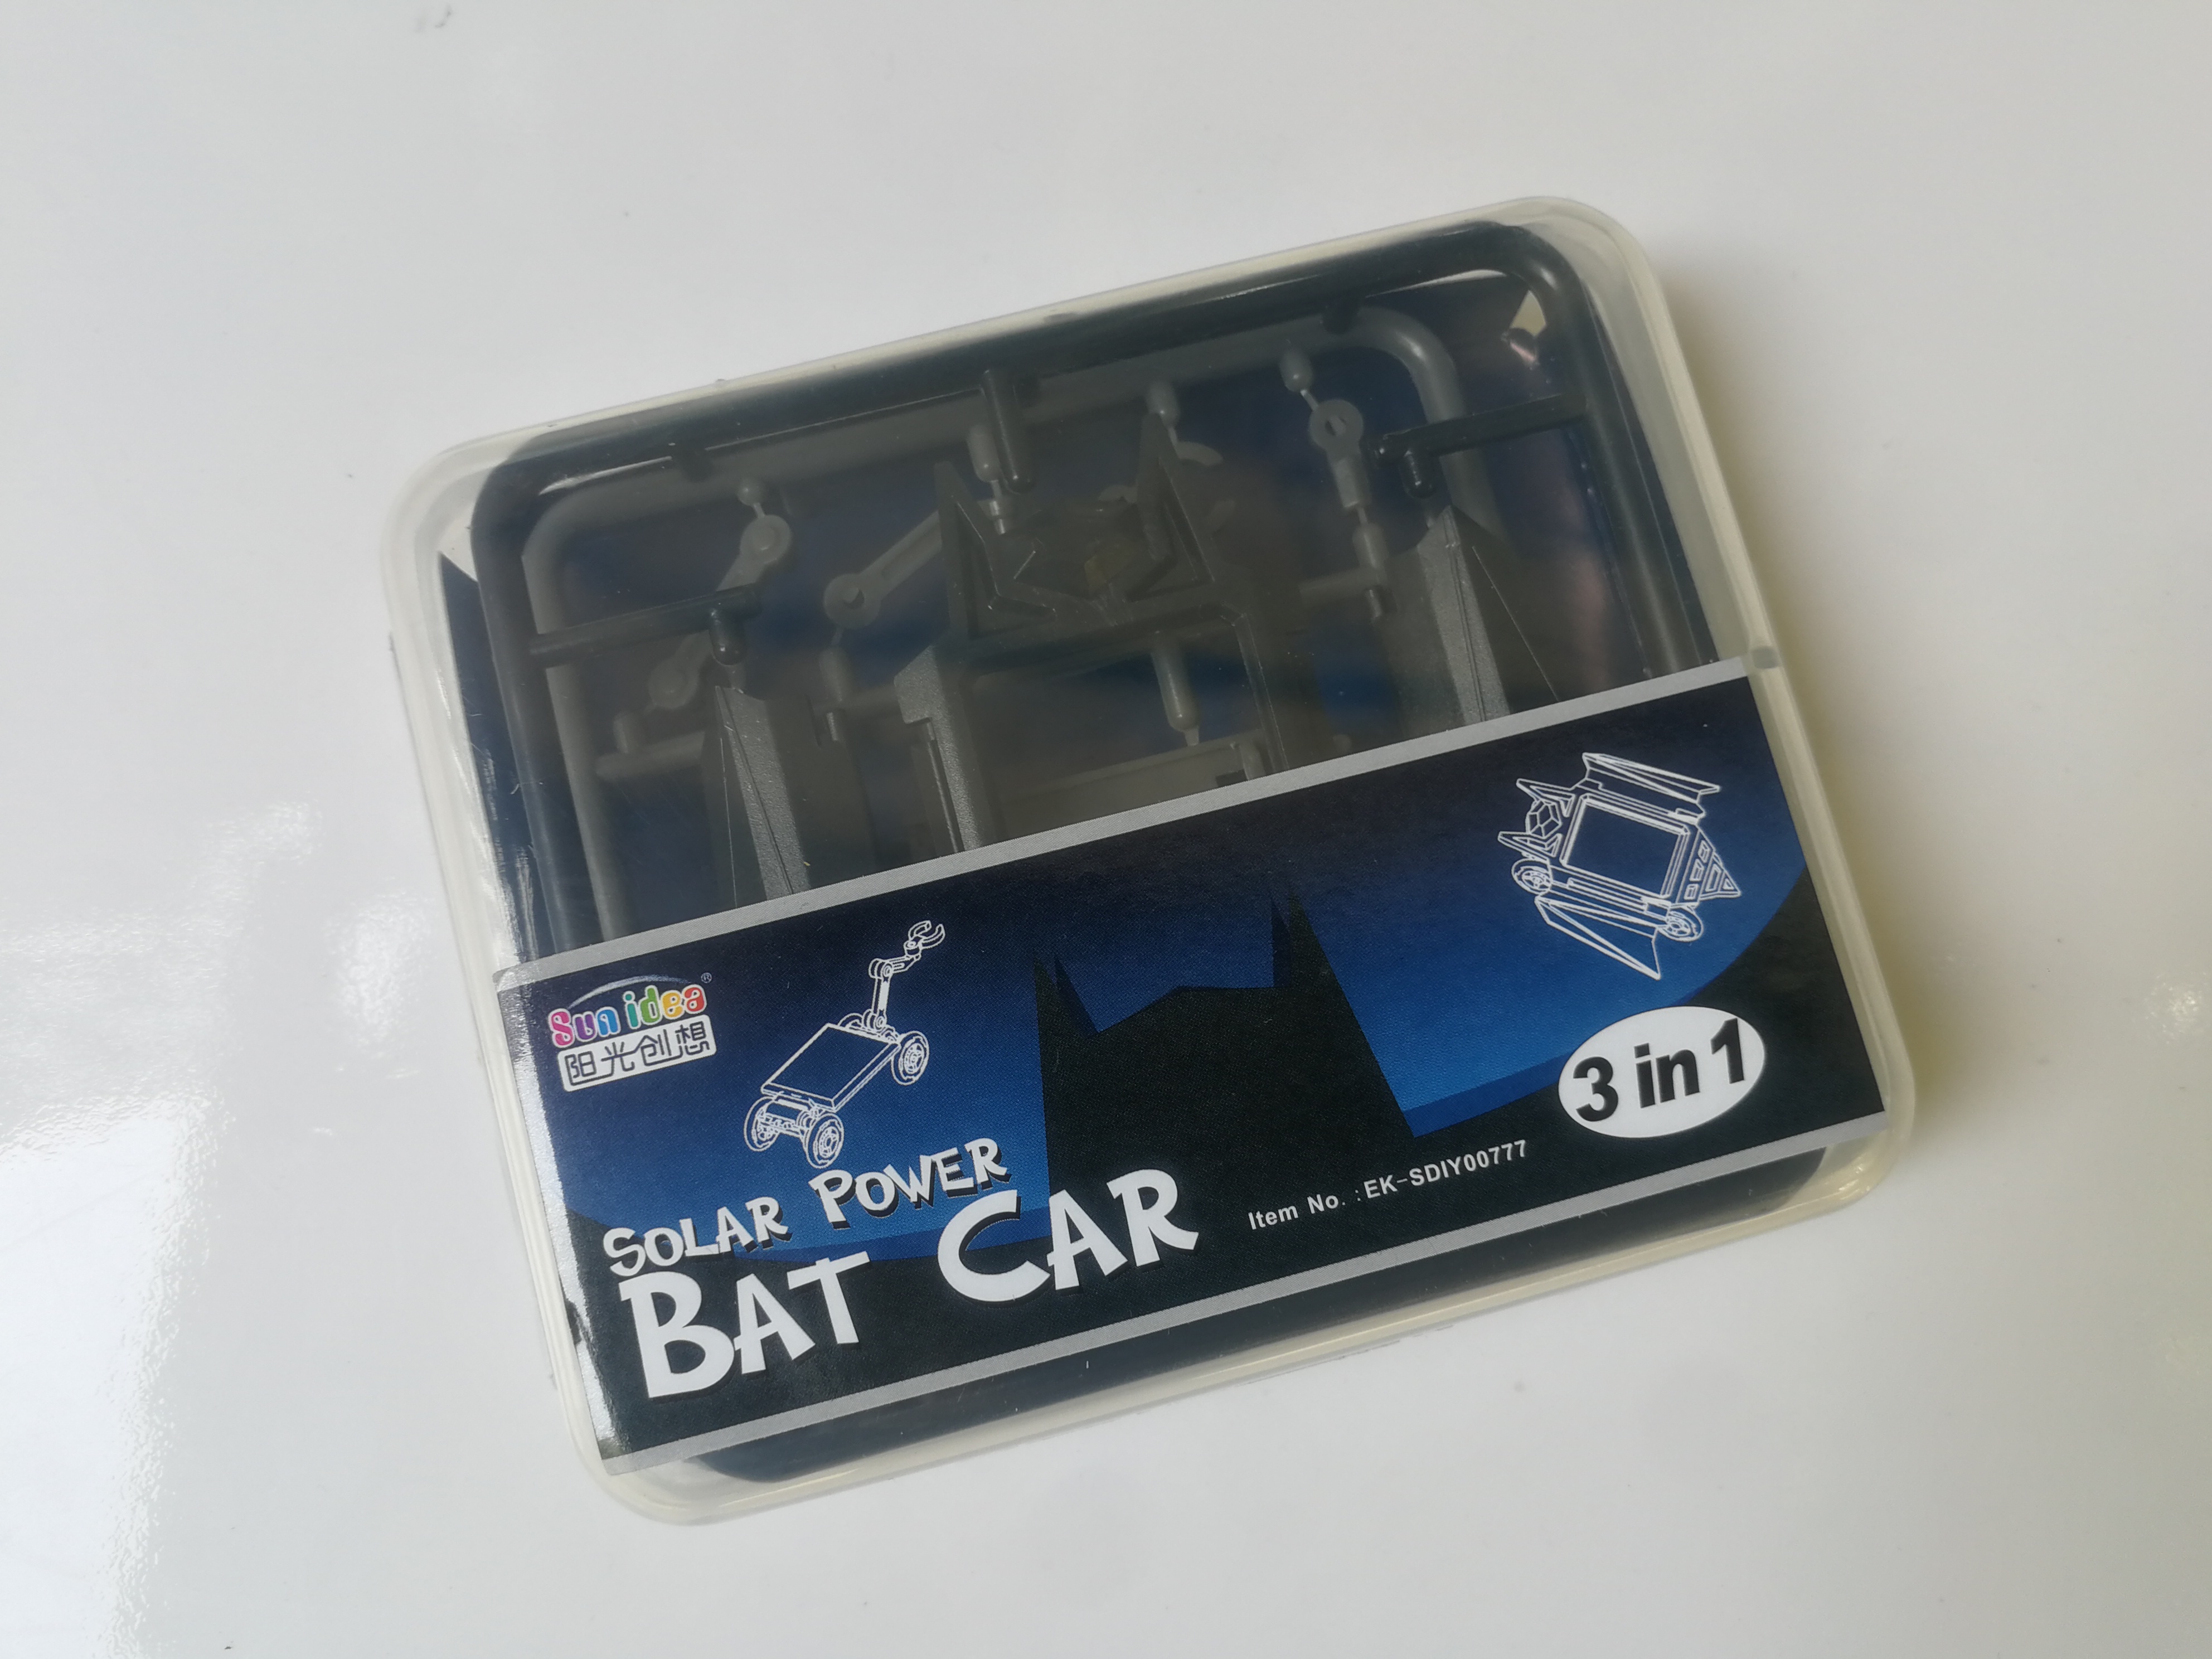 Sun idea ®
阳光创想
3 in 1
SOLAR POWER
BAT CAR
Item No.:EK-SDIY00777